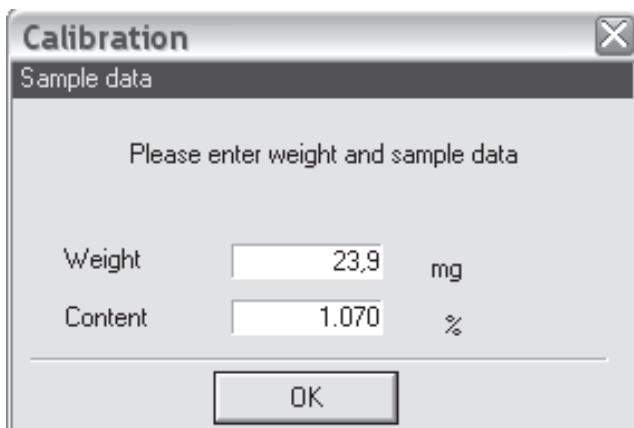 Calibration
Sample data
Please enter weight and sample data
Weight 23,9 mg
Content 1.070 %
OK